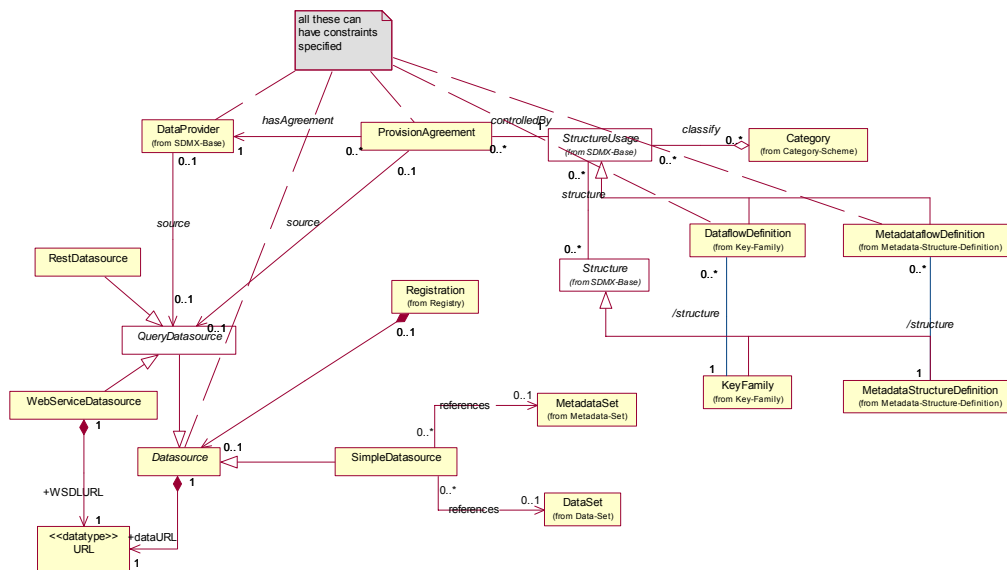 all these can
have constraints
specified
DataProvider
(from SDMX-Base)
0..1
1
hasAgreement
0..*
ProvisionAgreement
0..1
0..*
controlledBy
1
StructureUsage
(from SDMX-Base)
0..*
0..*
classify
0..*
Category
(from Category-Scheme)
structure
source
source
DataflowDefinition
(from Key-Family)
0..*
MetadataflowDefinition
(from Metadata-Structure-Definition)
0..*
RestDatasource
0..*
Structure
(from SDMX-Base)
Registration
(from Registry)
0..1
0..1
0..1
QueryDatasource
/structure
/structure
WebServiceDatasource
1
1
KeyFamily
(from Key-Family)
1
MetadataStructureDefinition
(from Metadata-Structure-Definition)
references
0..1
MetadataSet
(from Metadata-Set)
0..*
0..1
Datasource
1
SimpleDatasource
0..*
references
0..1
DataSet
(from Data-Set)
+WSDLURL
1
<<datatype>>
URL
+dataURL
1